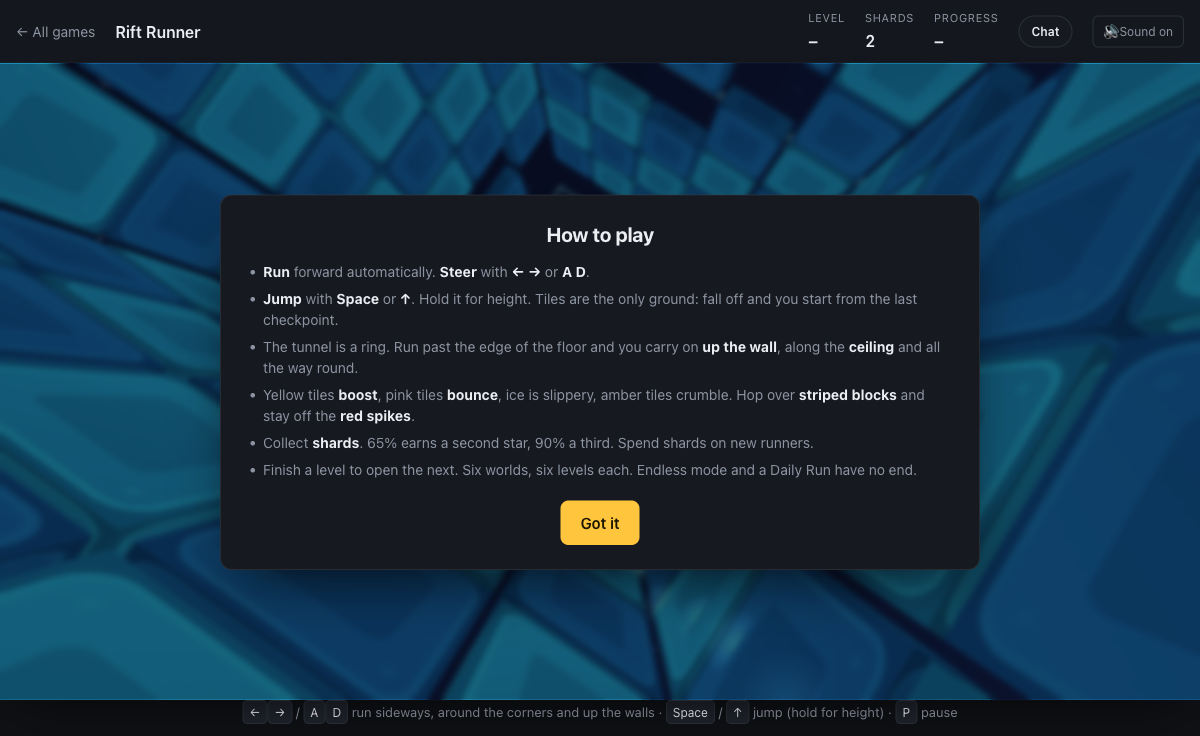 ← All games
Rift Runner
LEVEL
–
SHARDS
2
PROGRESS
–
Chat
🔊Sound on
How to play
• Run forward automatically. Steer with ← → or A D.
• Jump with Space or ↑. Hold it for height. Tiles are the only ground: fall off and you start from the last
checkpoint.
• The tunnel is a ring. Run past the edge of the floor and you carry on up the wall, along the ceiling and all
the way round.
• Yellow tiles boost, pink tiles bounce, ice is slippery, amber tiles crumble. Hop over striped blocks and
stay off the red spikes.
• Collect shards. 65% earns a second star, 90% a third. Spend shards on new runners.
• Finish a level to open the next. Six worlds, six levels each. Endless mode and a Daily Run have no end.
Got it
← → / A D run sideways, around the corners and up the walls · Space / ↑ jump (hold for height) · P pause